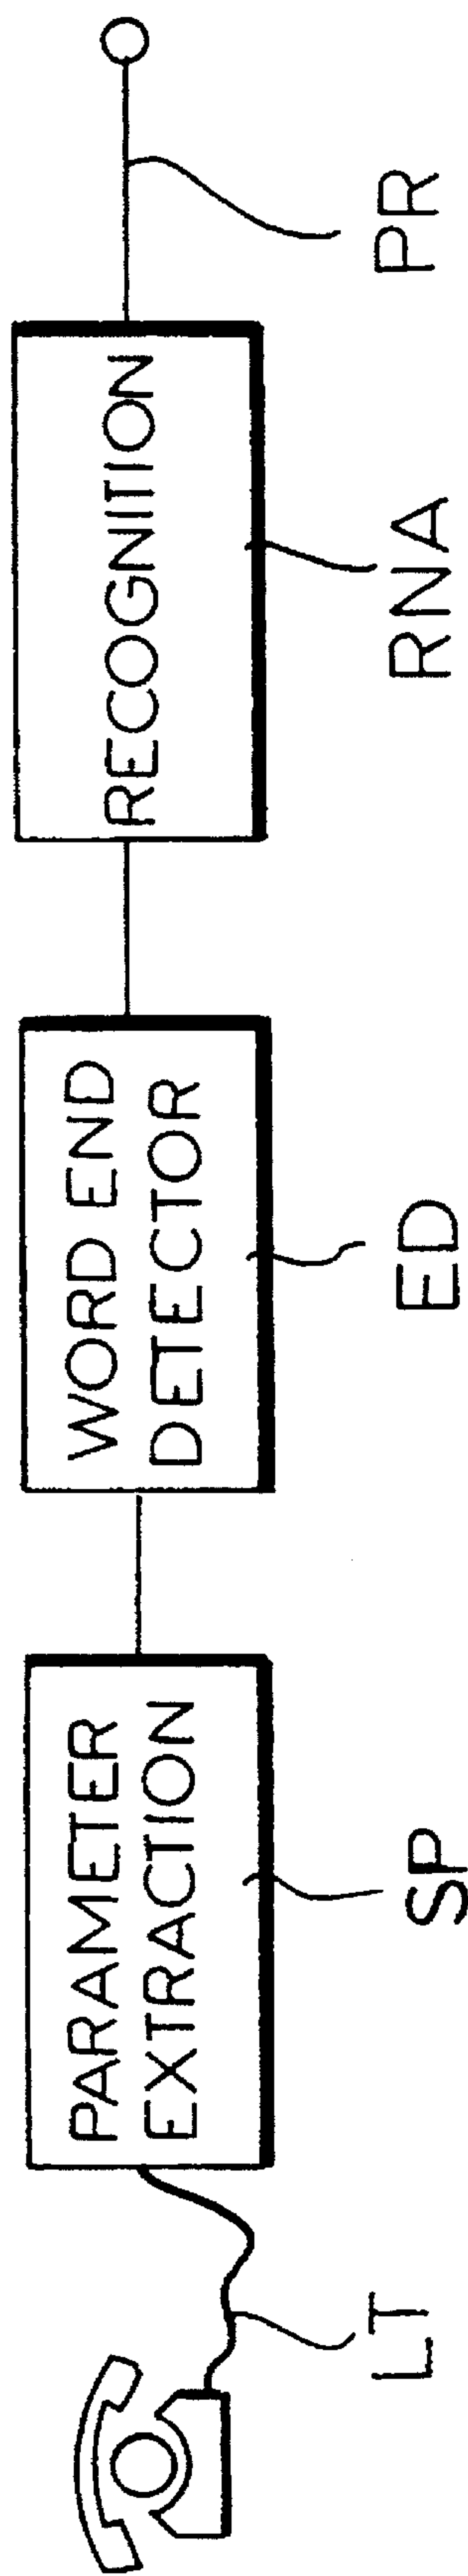 LT
PARAMETER
EXTRACTION
SP
WORD END
DETECTOR
ED
RECOGNITION
RNA
PR